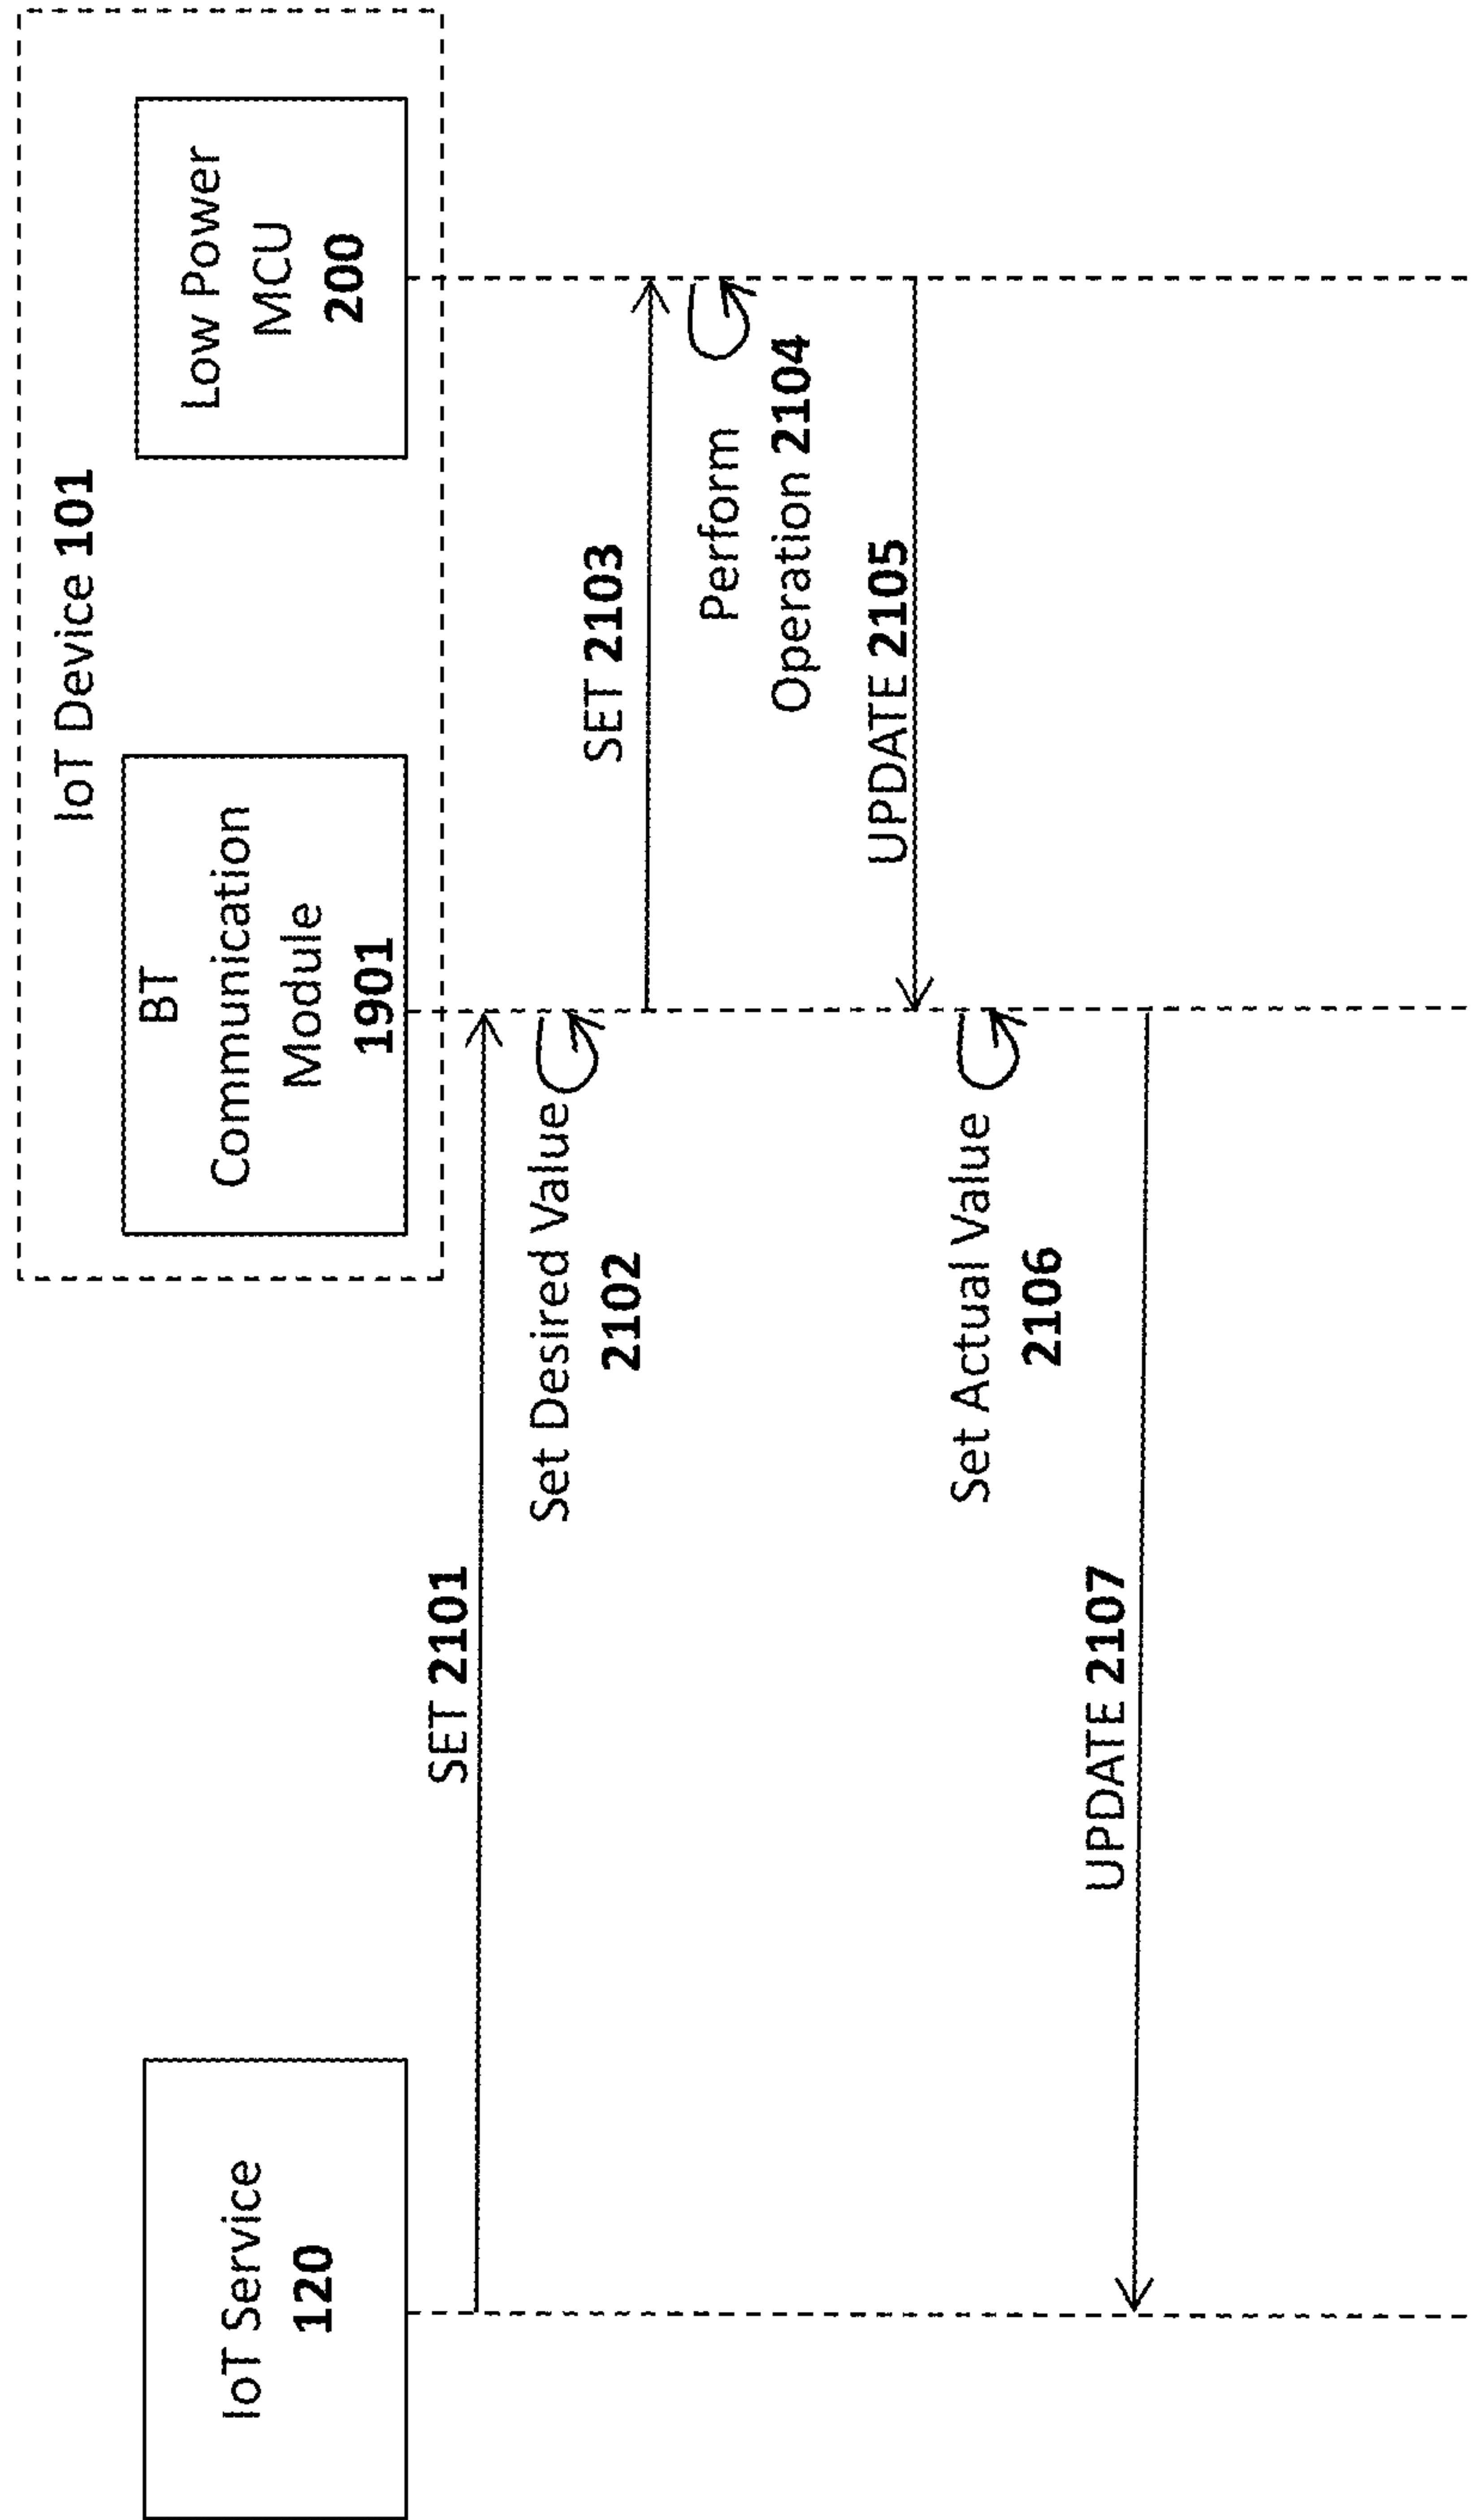 IoT Device 101
IoT Service
120
BT
Communication
Module
1901
Low Power
MCU
200
SET 2101
Set Desired Value
2102
SET 2103
Perform
Operation 2104
UPDATE 2105
Set Actual Value
2106
UPDATE 2107